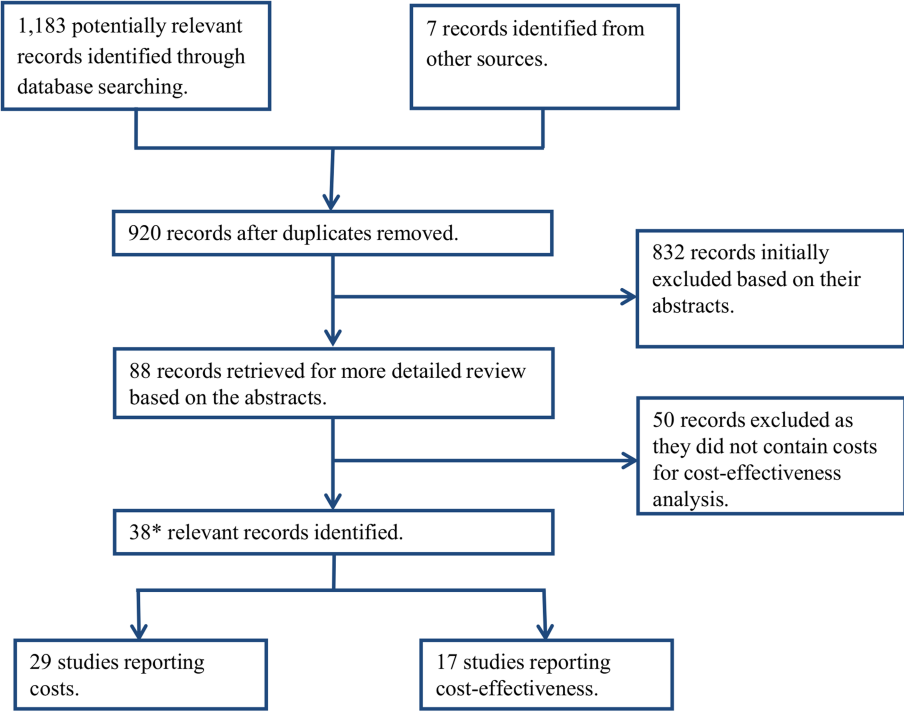 1,183 potentially relevant
records identified through
database searching.
7 records identified from
other sources.
920 records after duplicates removed.
832 records initially
excluded based on their
abstracts.
88 records retrieved for more detailed review
based on the abstracts.
50 records excluded as
they did not contain costs
for cost-effectiveness
analysis.
38* relevant records identified.
29 studies reporting
costs.
17 studies reporting
cost-effectiveness.